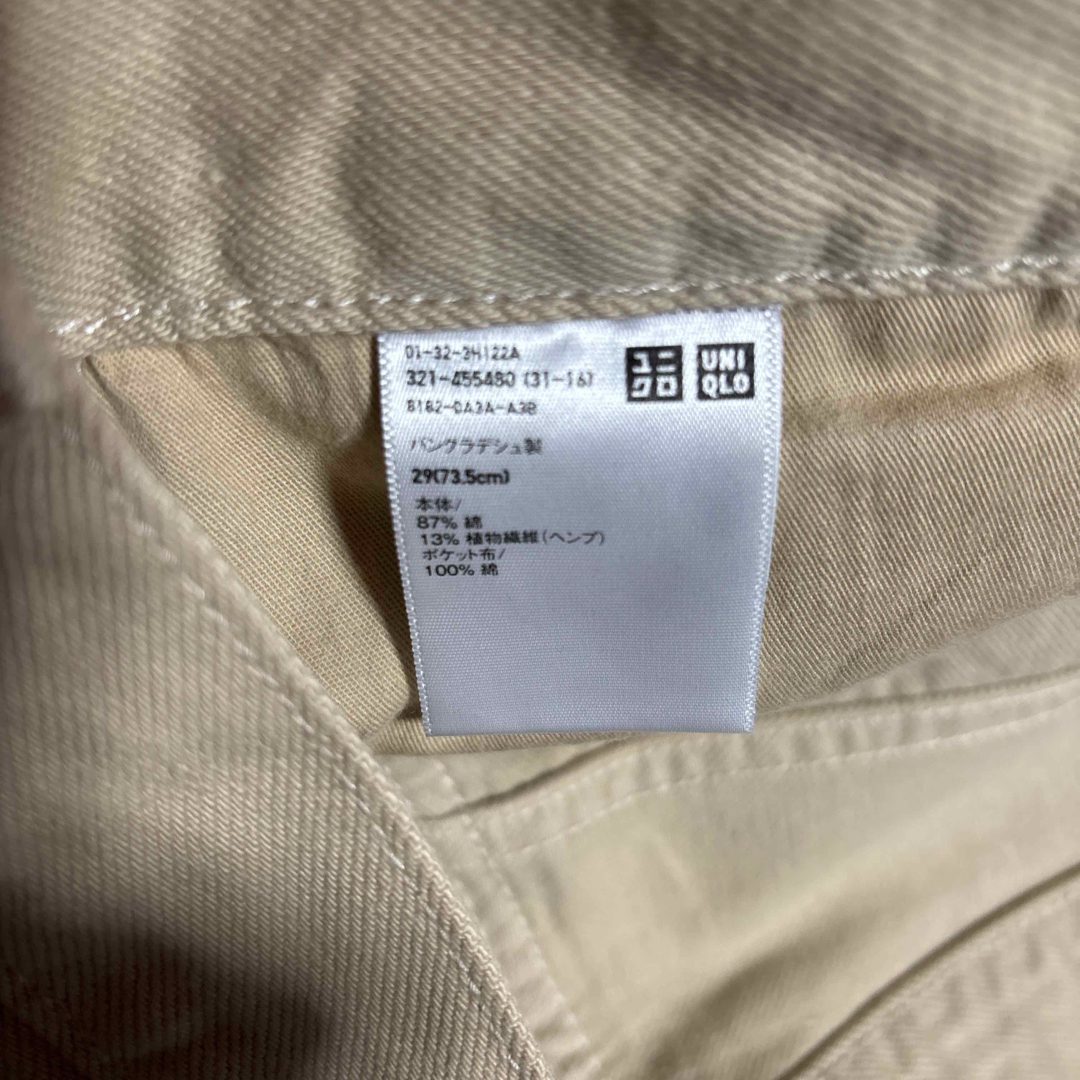 01-32-34122A
321-455480 (31-16)
8182-0A3A-A3B
バングラデシュ製
29(73.5cm)
本体/
87% 綿
13% 植物繊維(ヘンプ)
ポケット布/
100% 綿
ユニ
クロ
UNI
QLO